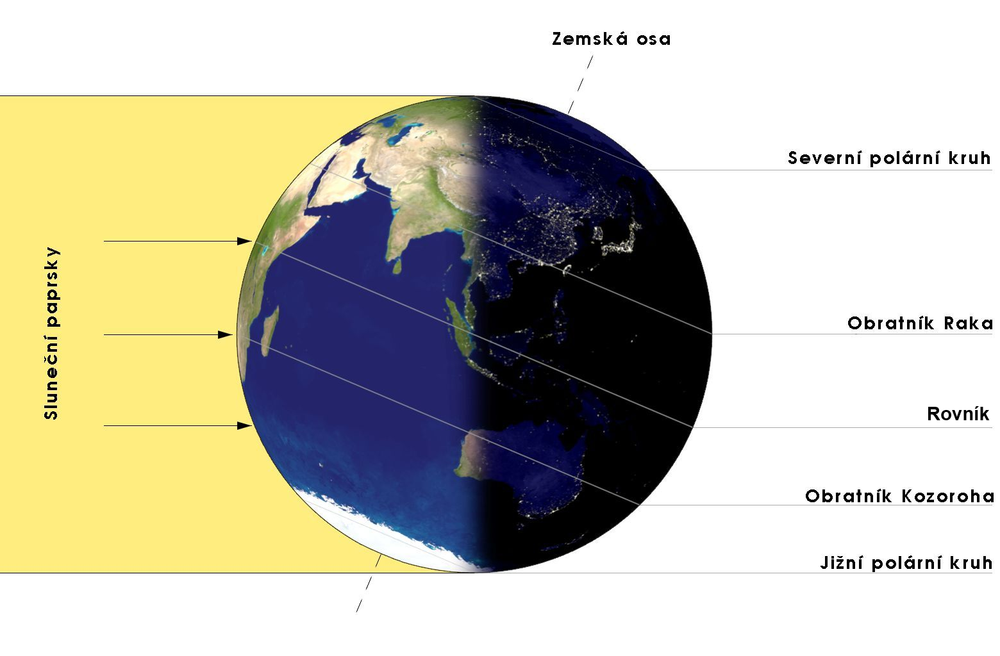 Zemská osa
Severní polární kruh
Sluneční paprsky
Obratník Raka
Rovník
Obratník Kozoroha
Jižní polární kruh